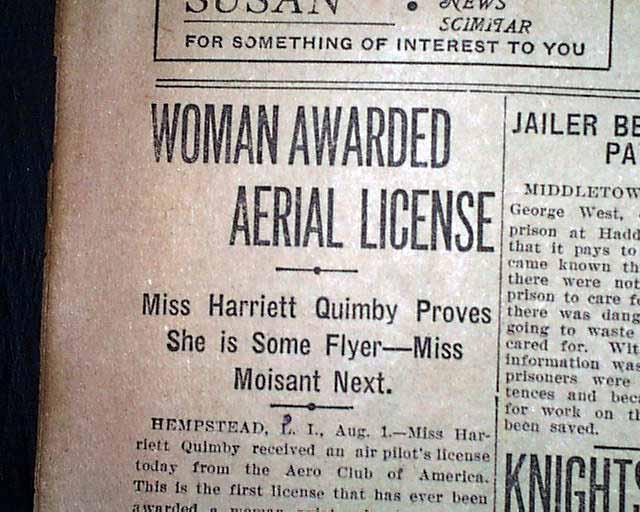 SUSAN
NEWS
SCIMITAR
FOR SOMETHING OF INTEREST TO YOU
WOMAN AWARDED
AERIAL LICENSE
Miss Harriett Quimby Proves
She is Some Flyer—Miss
Moisant Next.
HEMPSTEAD, L. I., Aug. 1.—Miss Har-
riett Quimby received an air pilot's license
today from the Aero Club of America.
This is the first license that has ever been
awarded a woman
JAILER BE
PA
MIDDLETOW
George West,
prison at Hadd
that it pays to
came known th
there were not
prison to care fo
there was dang
going to waste
cared for. Wit
information was
prisoners were
tences and beca
for work on th
been saved.
KNIGHTS